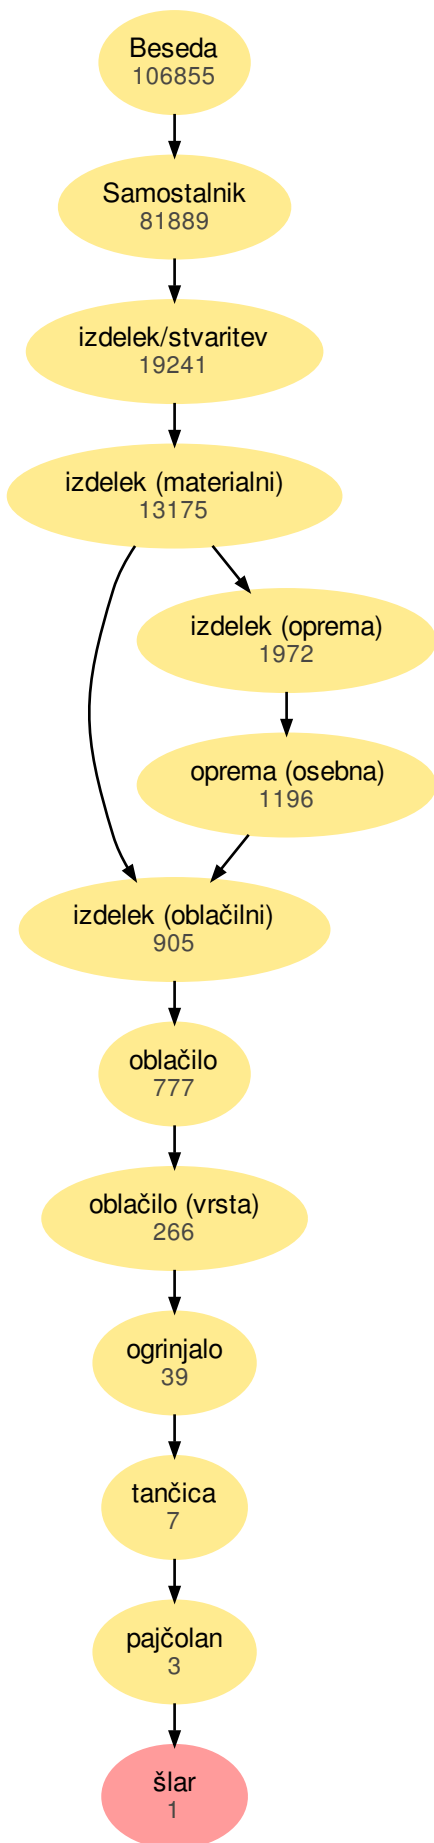 Beseda
106855
Samostalnik
81889
izdelek/stvaritev
19241
izdelek (materialni)
13175
izdelek (oprema)
1972
oprema (osebna)
1196
izdelek (oblačilni)
905
oblačilo
777
oblačilo (vrsta)
266
ogrinjalo
39
tančica
7
pajčolan
3
šlar
1